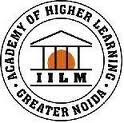 • ACADEMY OF HIGHER LEARNING •
IILM
GREATER NOIDA